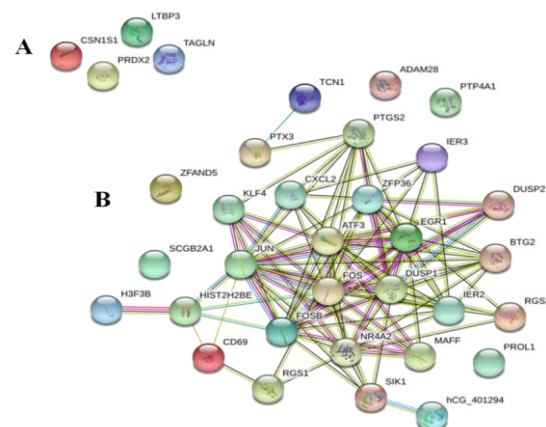 LTBP3
A
CSN1S1
TAGLN
PRDX2
TCN1
ADAM28
PTP4A1
PTX3
PTGS2
IER3
ZFAND5
B
KLF4
CXCL2
ZFP36
DUSP2
ATF3
EGR1
JUN
BTG2
SCGB2A1
FOS
DUSP1
H3F3B
HIST2H2BE
FOSB
IER2
RGS
NR4A2
MAFF
CD69
PROL1
RGS1
SIK1
hCG_401294